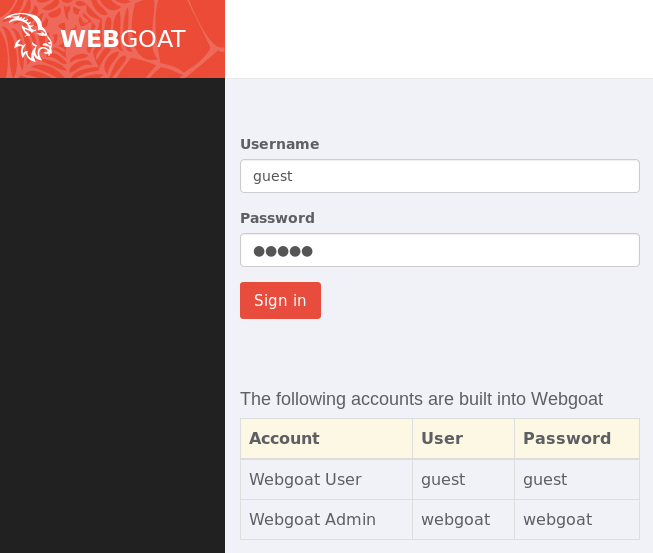 WEBGOAT
Username
guest
Password
●●●●●
Sign in
The following accounts are built into Webgoat
Account User Password
Webgoat User guest guest
Webgoat Admin webgoat webgoat